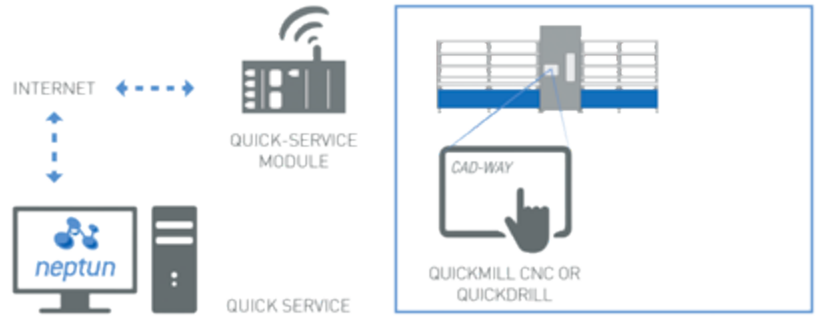 INTERNET
QUICK-SERVICE
MODULE
neptun
QUICK SERVICE
CAD-WAY
QUICKMILL CNC OR
QUICKDRILL